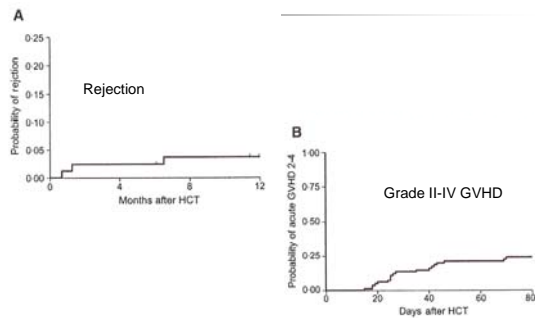 A
Probability of rejction
0·25
0·20
0·15
0·10
0·05
0·00
Rejection
0
4
8
12
Months after HCT
B
Probability of acute GVHD 2-4
1·00
0·75
0·50
0·25
0·00
Grade II-IV GVHD
0
20
40
60
80
Days after HCT